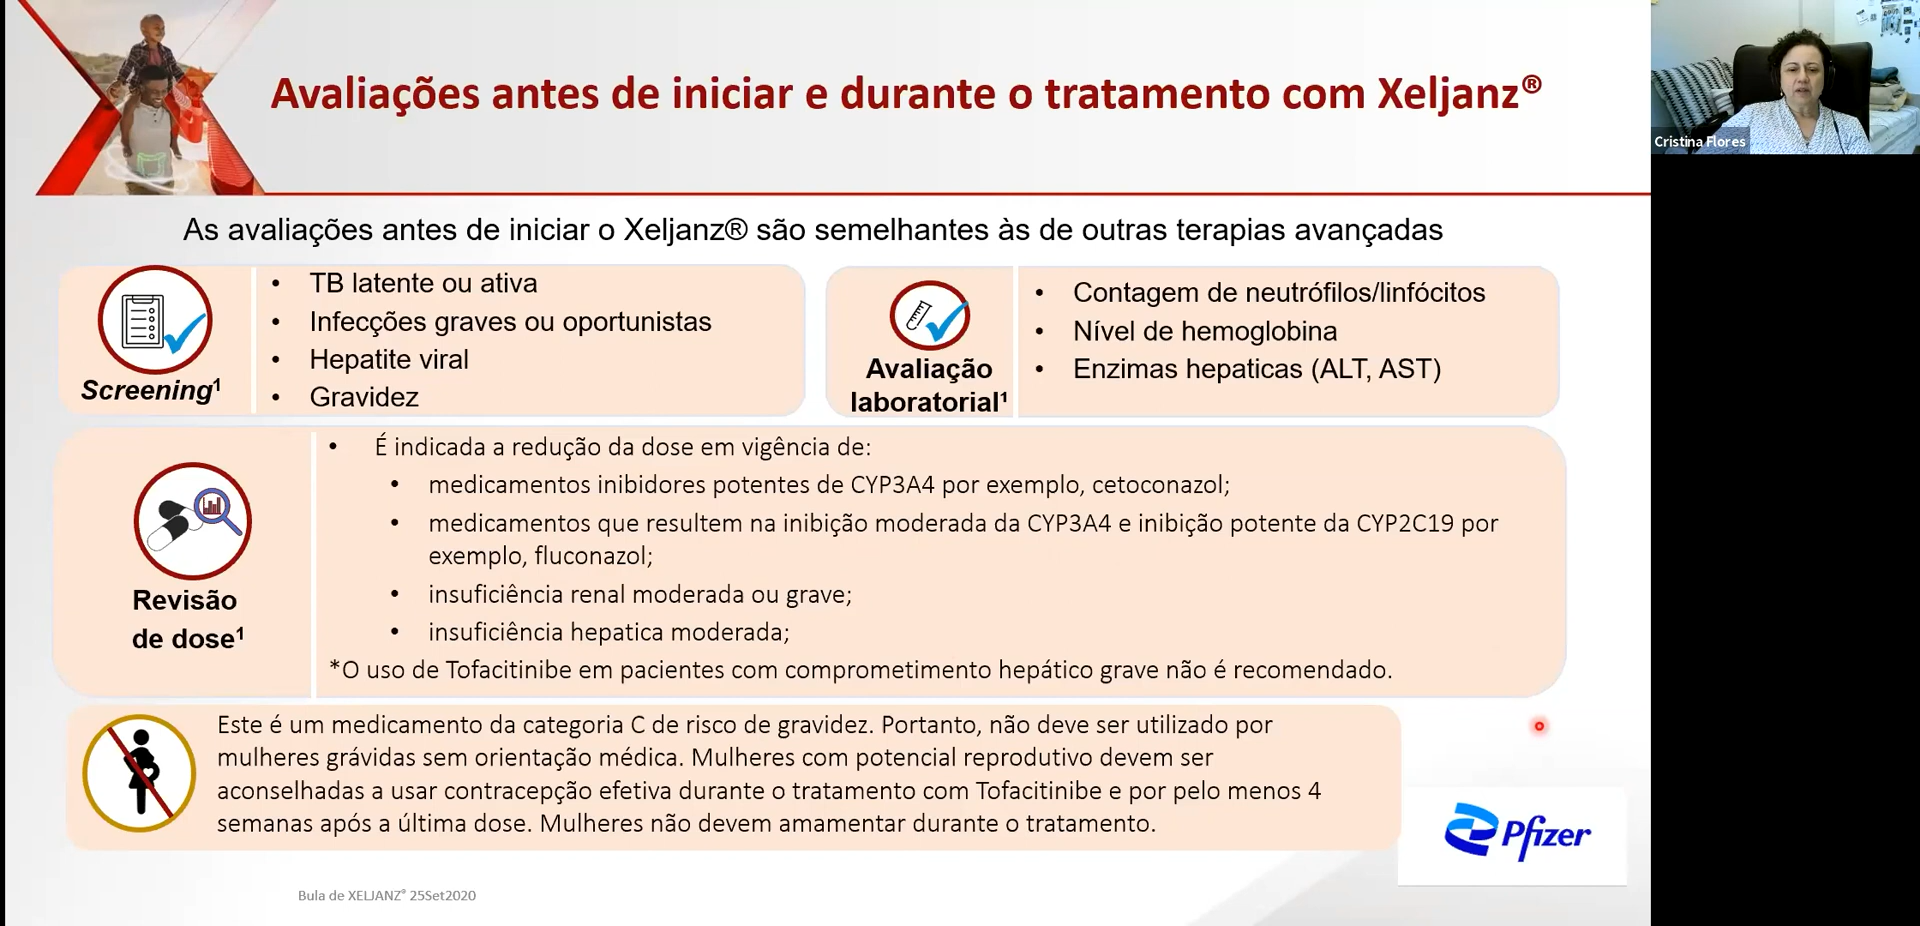 Avaliações antes de iniciar e durante o tratamento com Xeljanz®
Cristina Flores
As avaliações antes de iniciar o Xeljanz® são semelhantes às de outras terapias avançadas
Screening¹
• TB latente ou ativa
• Infecções graves ou oportunistas
• Hepatite viral
• Gravidez
Avaliação
laboratorial¹
• Contagem de neutrófilos/linfócitos
• Nível de hemoglobina
• Enzimas hepaticas (ALT, AST)
Revisão
de dose¹
• É indicada a redução da dose em vigência de:
• medicamentos inibidores potentes de CYP3A4 por exemplo, cetoconazol;
• medicamentos que resultem na inibição moderada da CYP3A4 e inibição potente da CYP2C19 por
exemplo, fluconazol;
• insuficiência renal moderada ou grave;
• insuficiência hepatica moderada;
*O uso de Tofacitinibe em pacientes com comprometimento hepático grave não é recomendado.
Este é um medicamento da categoria C de risco de gravidez. Portanto, não deve ser utilizado por
mulheres grávidas sem orientação médica. Mulheres com potencial reprodutivo devem ser
aconselhadas a usar contracepção efetiva durante o tratamento com Tofacitinibe e por pelo menos 4
semanas após a última dose. Mulheres não devem amamentar durante o tratamento.
Pfizer
Bula de XELJANZ® 25Set2020